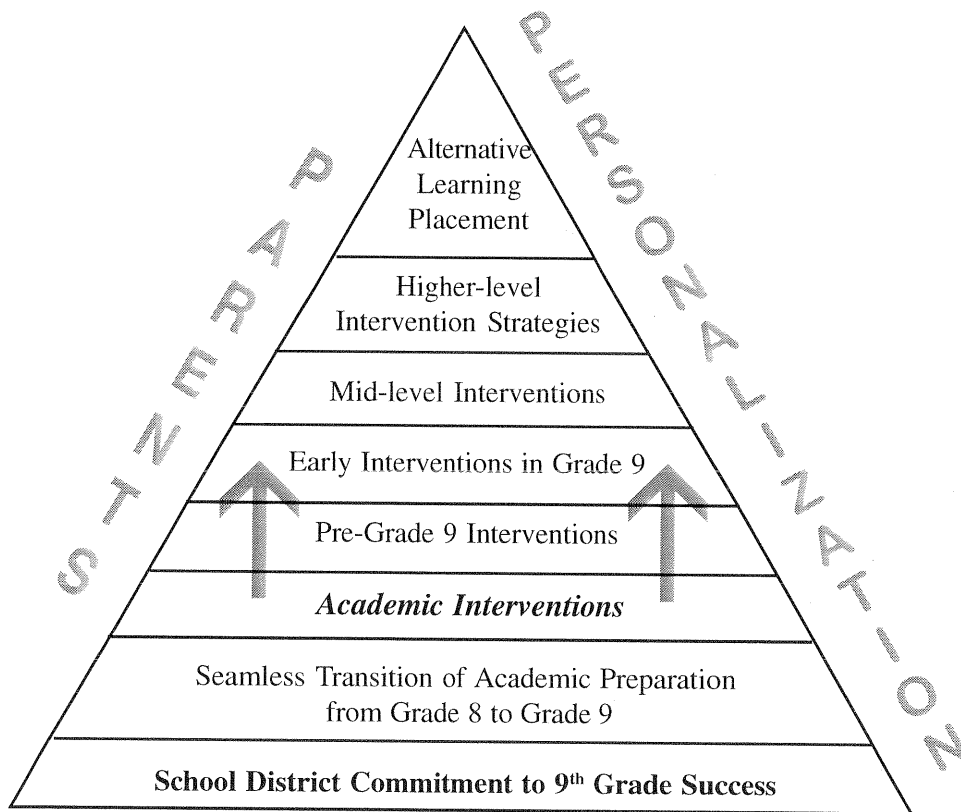 PARENTS
PERSONALIZATION
Alternative
Learning
Placement
Higher-level
Intervention Strategies
Mid-level Interventions
Early Interventions in Grade 9
Pre-Grade 9 Interventions
Academic Interventions
Seamless Transition of Academic Preparation
from Grade 8 to Grade 9
School District Commitment to 9th Grade Success